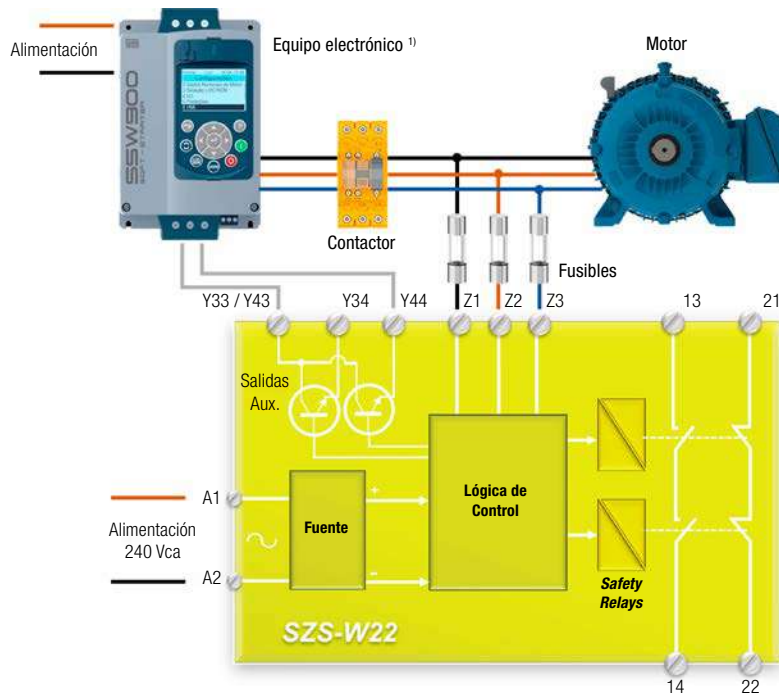 Alimentación
Equipo electrónico 1)
Motor
SSW900
SOFT - STARTER
Configuración
Contactor
Fusibles
Y33 / Y43
Y34
Y44
Z1
Z2
Z3
13
21
Salidas
Aux.
A1
Alimentación
240 Vca
A2
Fuente
+
-
Lógica de
Control
Safety
Relays
SZS-W22
14
22